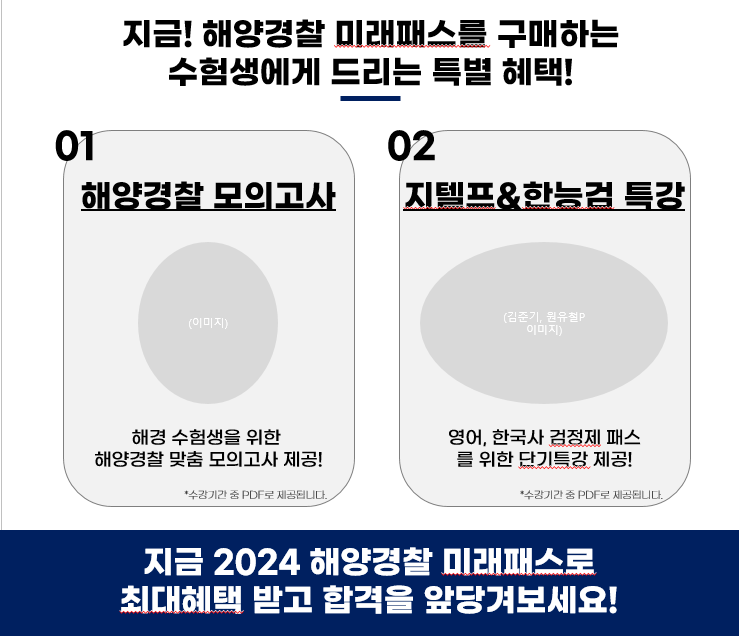 지금! 해양경찰 미래패스를 구매하는
수험생에게 드리는 특별 혜택!
01
해양경찰 모의고사
(이미지)
해경 수험생을 위한
해양경찰 맞춤 모의고사 제공!
*수강기간 중 PDF로 제공됩니다.
02
지텔프&한능검 특강
(김준기, 원유철P
이미지)
영어, 한국사 검정제 패스
를 위한 단기특강 제공!
*수강기간 중 PDF로 제공됩니다.
지금 2024 해양경찰 미래패스로
최대혜택 받고 합격을 앞당겨보세요!